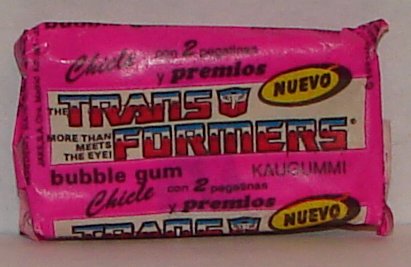 Chicle con 2 pegatinas
y premios
NUEVO
THE TRANSFORMERS®
MORE THAN
MEETS
THE EYE!
bubble gum KAUGUMMI
Chicle con 2 pegatinas
y premios
NUEVO
TRANS